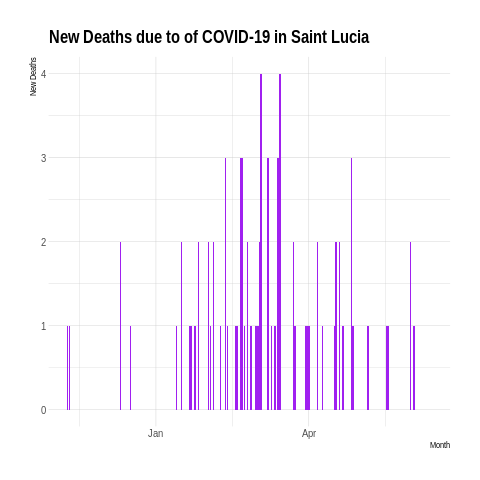 New Deaths due to of COVID-19 in Saint Lucia
New Deaths
4
3
2
1
0
Jan
Apr
Month